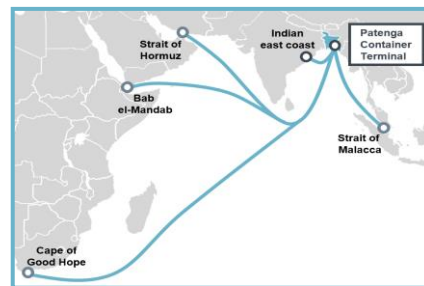 Strait of
Hormuz
Indian
east coast
Patenga
Container
Terminal
Bab
el-Mandab
Strait of
Malacca
Cape of
Good Hope